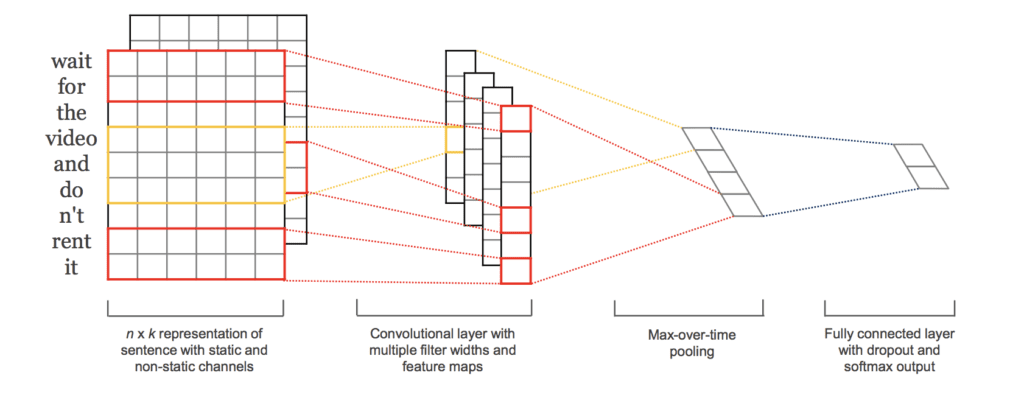 wait
for
the
video
and
do
n't
rent
it
n x k representation of
sentence with static and
non-static channels
Convolutional layer with
multiple filter widths and
feature maps
Max-over-time
pooling
Fully connected layer
with dropout and
softmax output